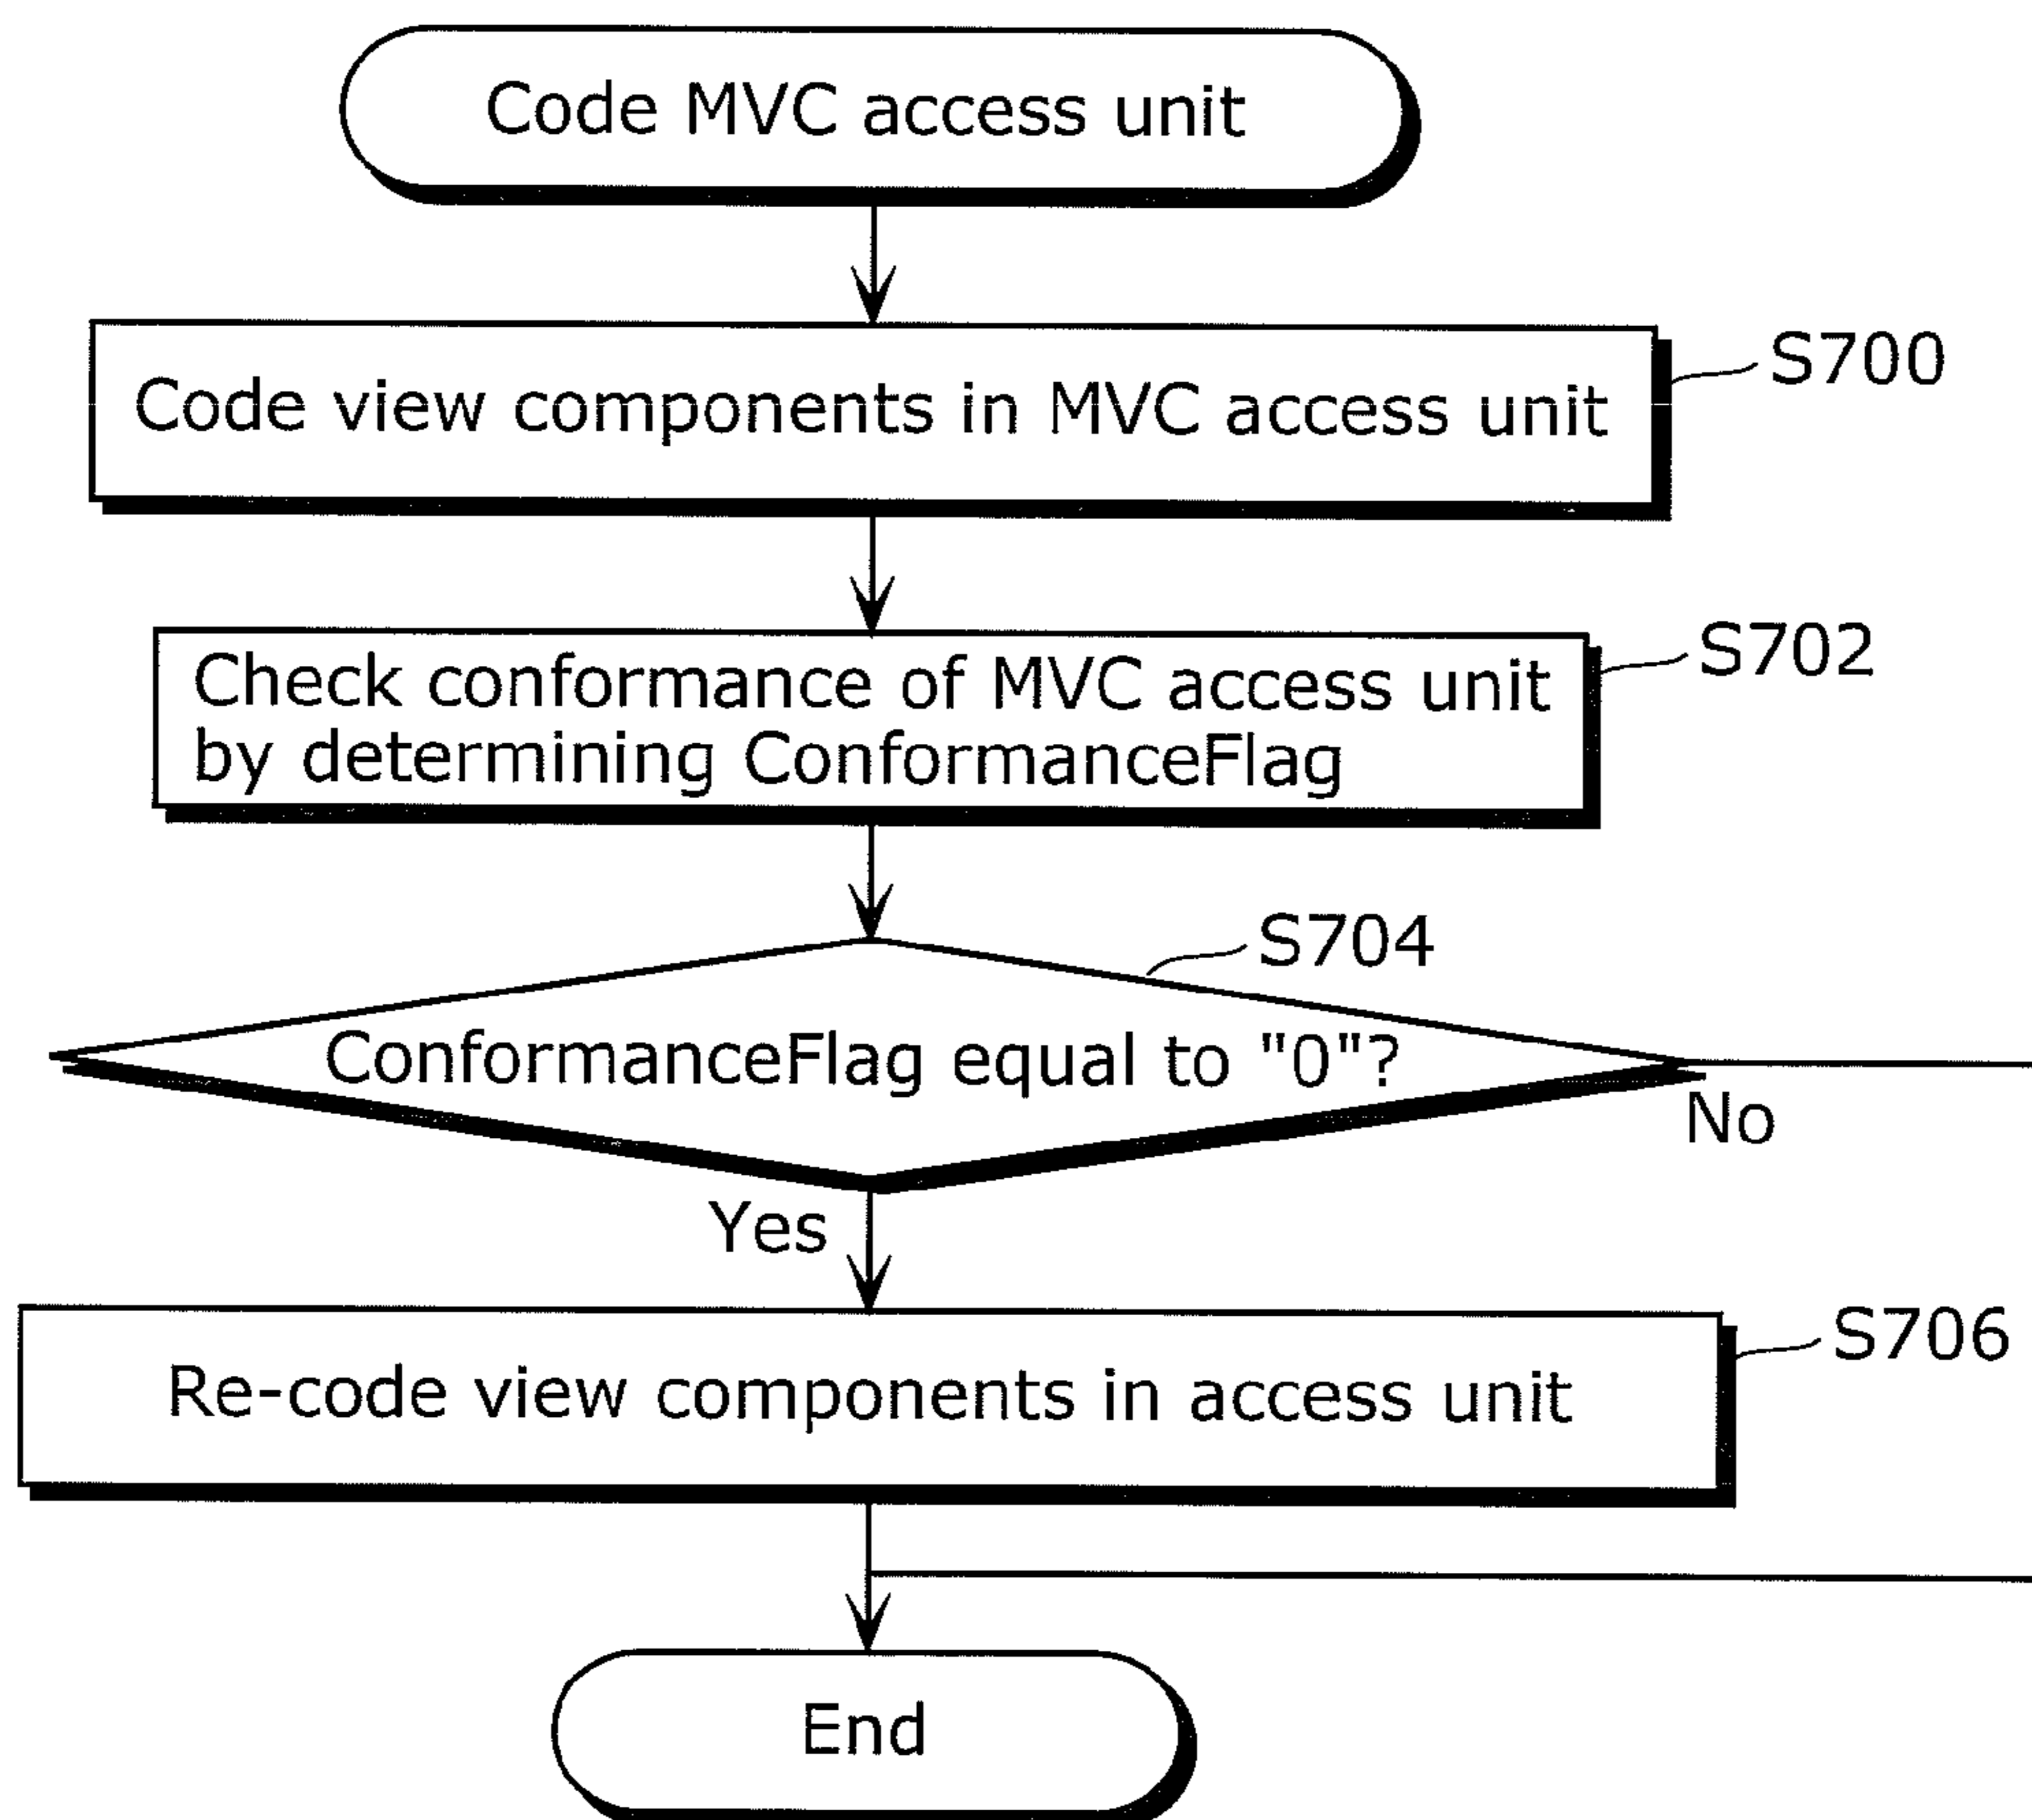 Code MVC access unit
S700
Code view components in MVC access unit
S702
Check conformance of MVC access unit
by determining ConformanceFlag
S704
ConformanceFlag equal to "0"?
No
Yes
S706
Re-code view components in access unit
End